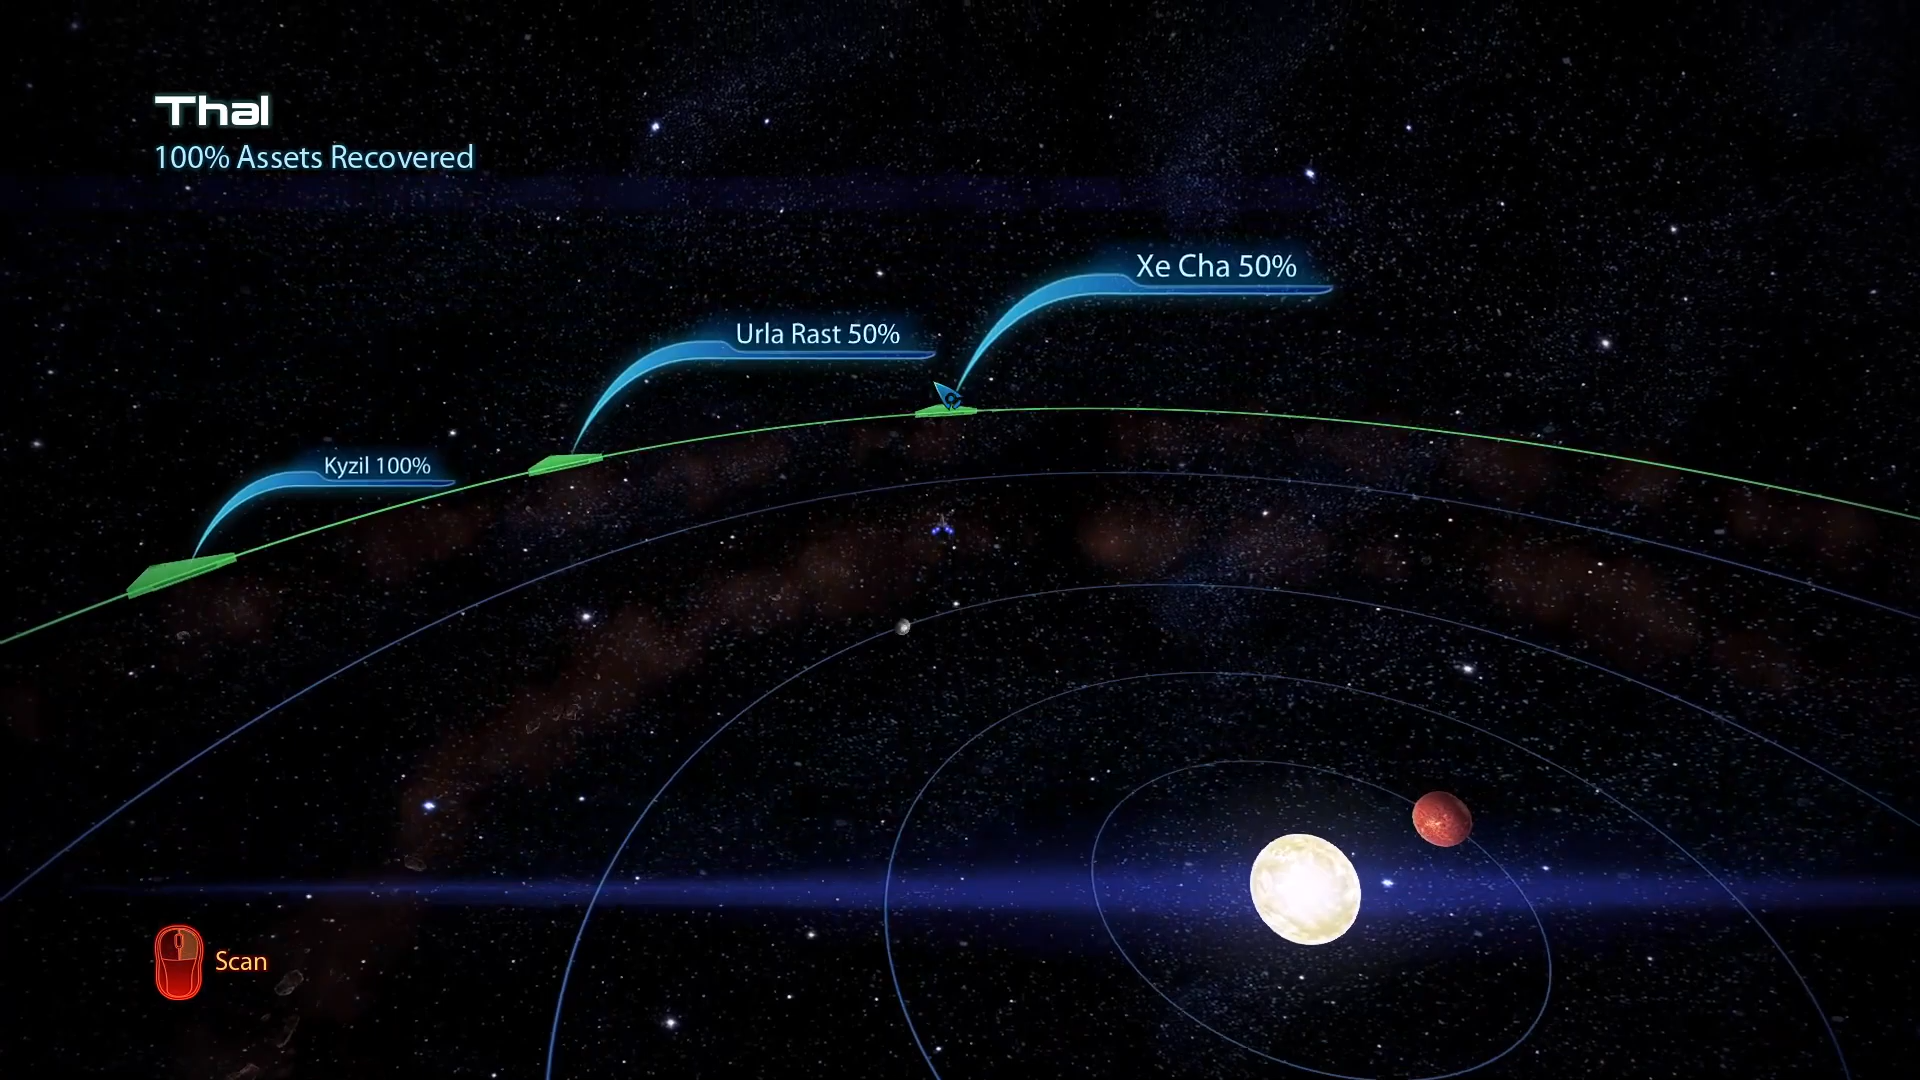 Thal
100% Assets Recovered
Xe Cha 50%
Urla Rast 50%
Kyzil 100%
Scan